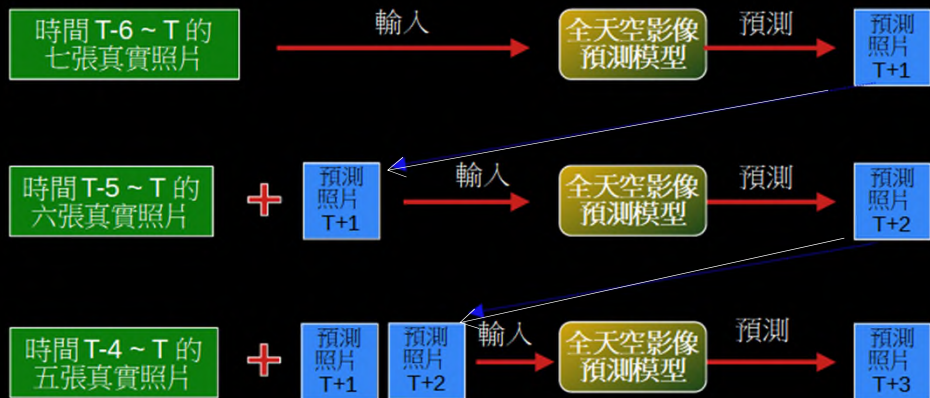 時間 T-6 ~ T 的
七張真實照片
輸入
全天空影像
預測模型
預測
預測
照片
T+1
時間 T-5 ~ T 的
六張真實照片
預測
照片
T+1
輸入
全天空影像
預測模型
預測
預測
照片
T+2
時間 T-4 ~ T 的
五張真實照片
預測
照片
T+1
預測
照片
T+2
輸入
全天空影像
預測模型
預測
預測
照片
T+3